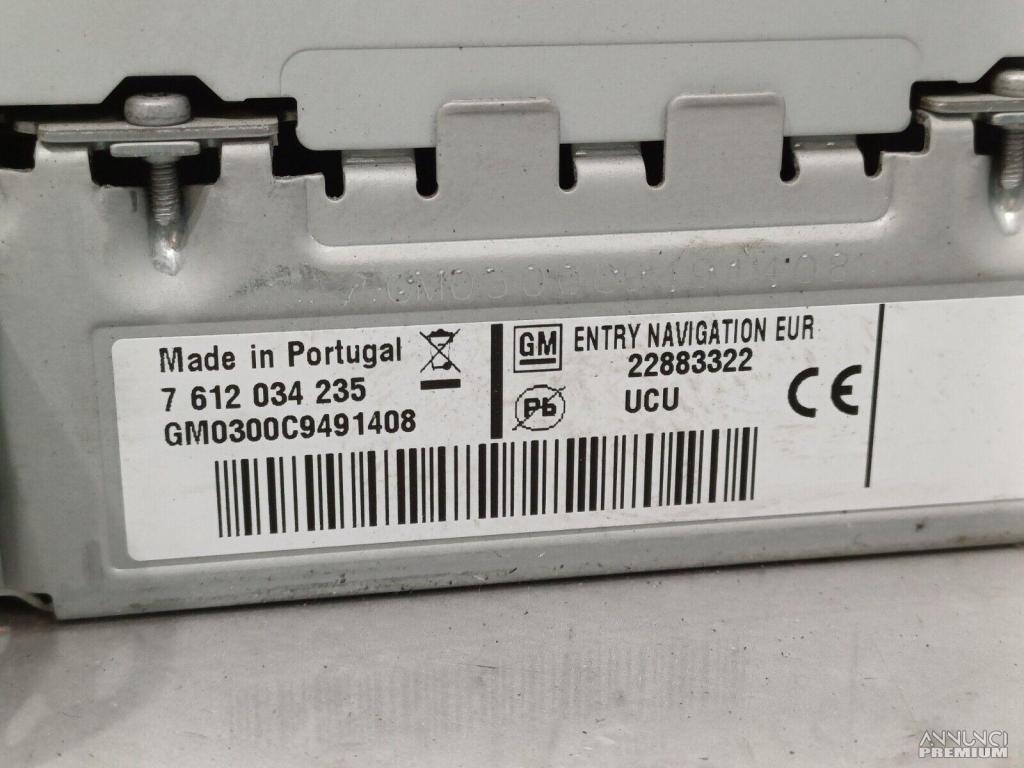 Made in Portugal
7 612 034 235
GM0300C9491408
GM
ENTRY NAVIGATION EUR
22883322
Pb
UCU
CE
ANNUNCI
PREMIUM